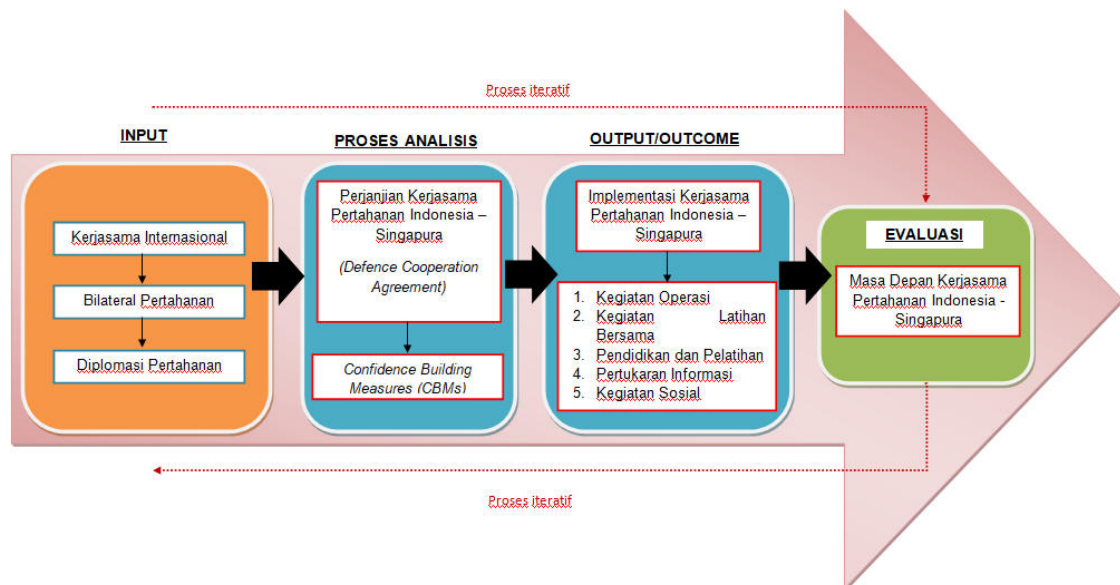 Proses iteratif
INPUT
Kerjasama Internasional
Bilateral Pertahanan
Diplomasi Pertahanan
PROSES ANALISIS
Perjanjian Kerjasama
Pertahanan Indonesia –
Singapura
(Defence Cooperation
Agreement)
Confidence Building
Measures (CBMs)
OUTPUT/OUTCOME
Implementasi Kerjasama
Pertahanan Indonesia –
Singapura
1. Kegiatan Operasi
2. Kegiatan Latihan
Bersama
3. Pendidikan dan Pelatihan
4. Pertukaran Informasi
5. Kegiatan Sosial
EVALUASI
Masa Depan Kerjasama
Pertahanan Indonesia -
Singapura
Proses iteratif